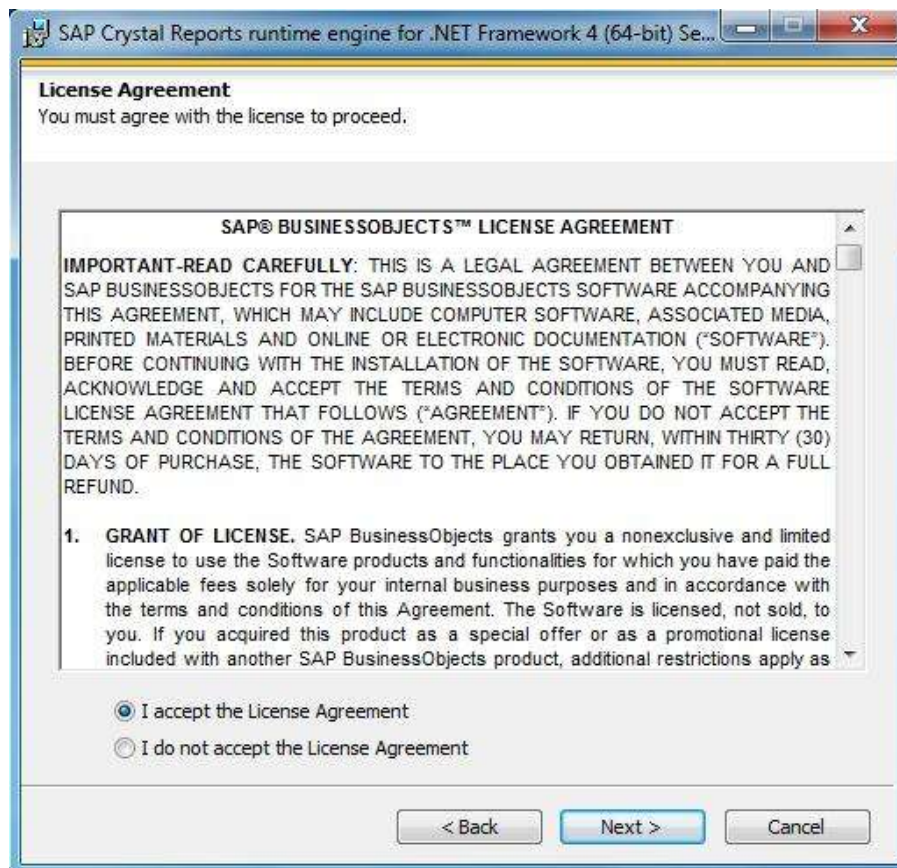 SAP Crystal Reports runtime engine for .NET Framework 4 (64-bit) Se...
License Agreement
You must agree with the license to proceed.
SAP® BUSINESSOBJECTS™ LICENSE AGREEMENT
IMPORTANT-READ CAREFULLY: THIS IS A LEGAL AGREEMENT BETWEEN YOU AND
SAP BUSINESSOBJECTS FOR THE SAP BUSINESSOBJECTS SOFTWARE ACCOMPANYING
THIS AGREEMENT, WHICH MAY INCLUDE COMPUTER SOFTWARE, ASSOCIATED MEDIA,
PRINTED MATERIALS AND ONLINE OR ELECTRONIC DOCUMENTATION (“SOFTWARE”).
BEFORE CONTINUING WITH THE INSTALLATION OF THE SOFTWARE, YOU MUST READ,
ACKNOWLEDGE AND ACCEPT THE TERMS AND CONDITIONS OF THE SOFTWARE
LICENSE AGREEMENT THAT FOLLOWS (“AGREEMENT”). IF YOU DO NOT ACCEPT THE
TERMS AND CONDITIONS OF THE AGREEMENT, YOU MAY RETURN, WITHIN THIRTY (30)
DAYS OF PURCHASE, THE SOFTWARE TO THE PLACE YOU OBTAINED IT FOR A FULL
REFUND.
1. GRANT OF LICENSE. SAP BusinessObjects grants you a nonexclusive and limited
license to use the Software products and functionalities for which you have paid the
applicable fees solely for your internal business purposes and in accordance with
the terms and conditions of this Agreement. The Software is licensed, not sold, to
you. If you acquired this product as a special offer or as a promotional license
included with another SAP BusinessObjects product, additional restrictions apply as
I accept the License Agreement
I do not accept the License Agreement
< Back
Next >
Cancel